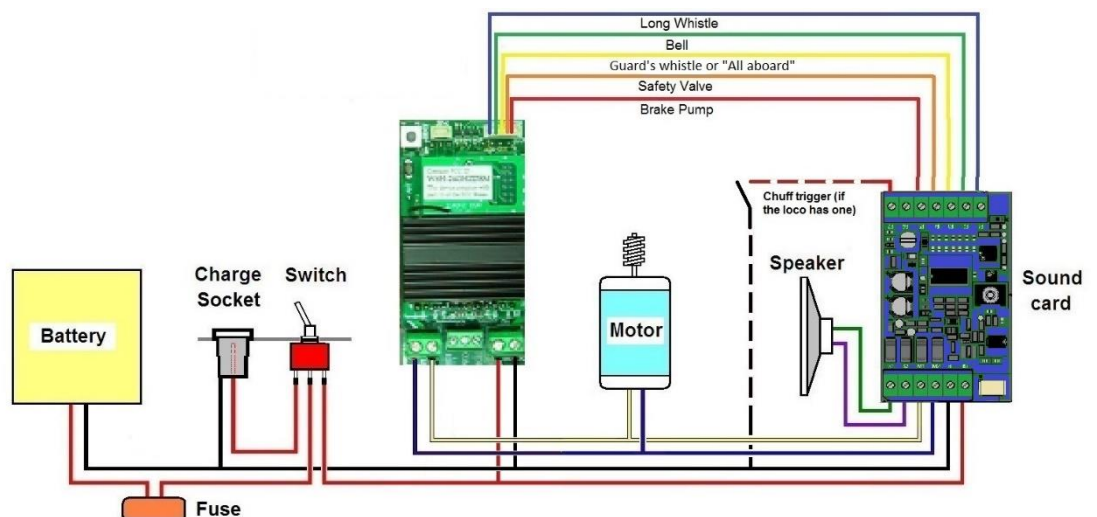 Long Whistle
Bell
Guard's whistle or "All aboard"
Safety Valve
Brake Pump
Chuff trigger (if
the loco has one)
Charge
Socket
Switch
Speaker
Sound
card
Battery
Motor
Fuse